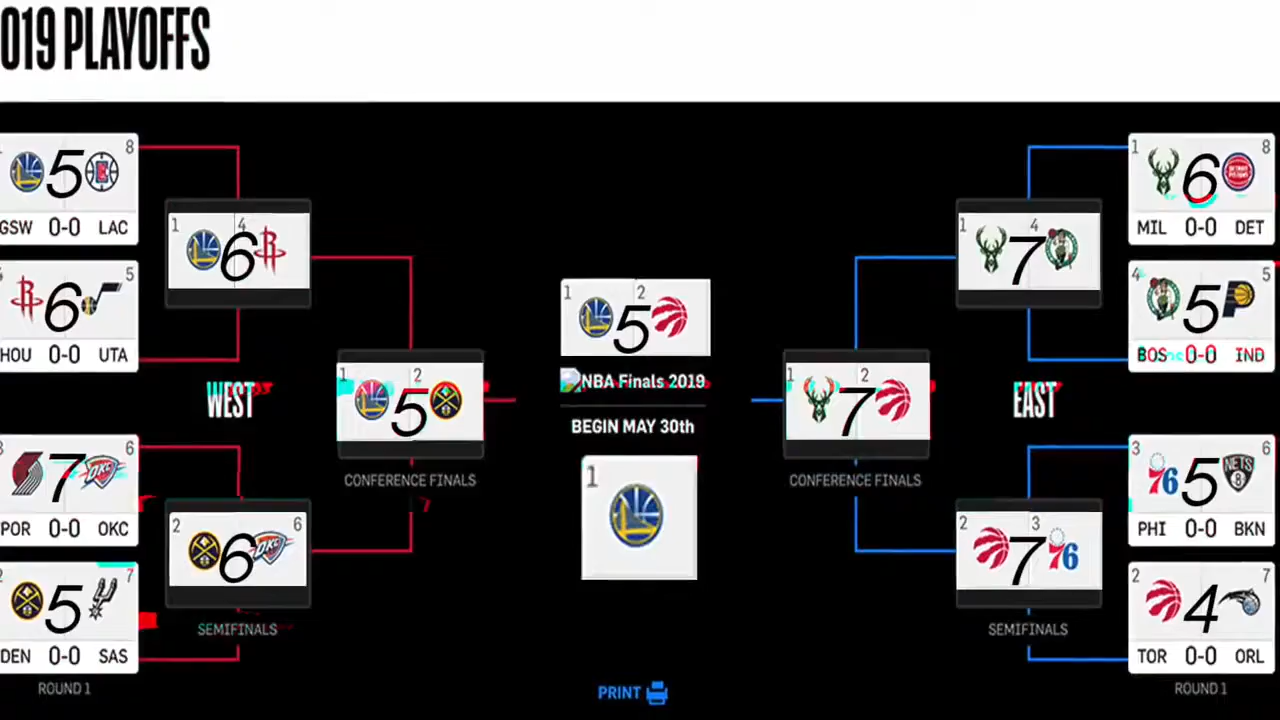 019 PLAYOFFS
8
5
GSW 0-0 LAC
5
6
HOU 0-0 UTA
1 4
6
WEST
1 2
5
CONFERENCE FINALS
3 6
7
POR 0-0 OKC
2 7
5
DEN 0-0 SAS
ROUND 1
2 6
6
SEMIFINALS
1 2
5
NBA Finals 2019
BEGIN MAY 30th
1
PRINT
1 4
7
EAST
1 2
7
CONFERENCE FINALS
2 3
7
76
SEMIFINALS
1 8
6
DETROIT PISTONS
MIL 0-0 DET
4 5
5
BOS 0-0 IND
3 6
76
5
NETS
B
PHI 0-0 BKN
2 7
4
TOR 0-0 ORL
ROUND 1